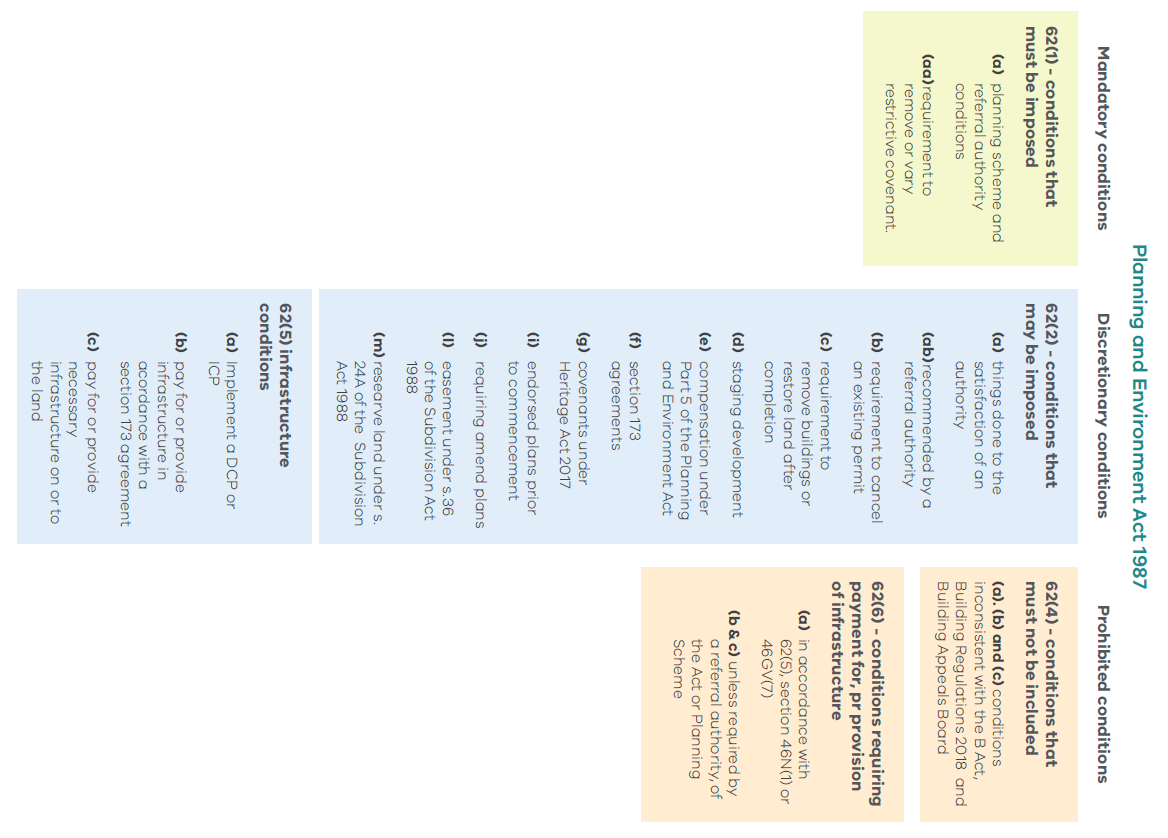 Planning and Environment Act 1987
Mandatory conditions
62(1) - conditions that
must be imposed
(a) planning scheme and
referral authority
conditions
(aa) requirement to
remove or vary
restrictive covenant.
Discretionary conditions
62(2) - conditions that
may be imposed
(a) things done to the
satisfaction of an
authority
(ab) recommended by a
referral authority
(b) requirement to cancel
an existing permit
(c) requirement to
remove buildings or
restore land after
completion
(d) staging development
(e) compensation under
Part 5 of the Planning
and Environment Act
(f) section 173
agreements
(g) covenants under
Heritage Act 2017
(i) endorsed plans prior
to commencement
(j) requiring amend plans
(l) easement under s.36
of the Subdivision Act
1988
(m) researve land under s.
24A of the Subdivision
Act 1988
62(5) infrastructure
conditions
(a) Implement a DCP or
ICP
(b) pay for or provide
infrastructure in
acordance with a
section 173 agreement
(c) pay for or provide
necessary
infrastructure on or to
the land
Prohibited conditions
62(4) - conditions that
must not be included
(a). (b) and (c) conditions
inconsistent with the B Act,
Building Regulations 2018 and
Building Appeals Board
62(6) - conditions requiring
payment for, pr provision
of infrastructure
(a) in accordance with
62(5), section 46N(1) or
46GV(7)
(b & c) unless required by
a referral authority, of
the Act or Planning
Scheme